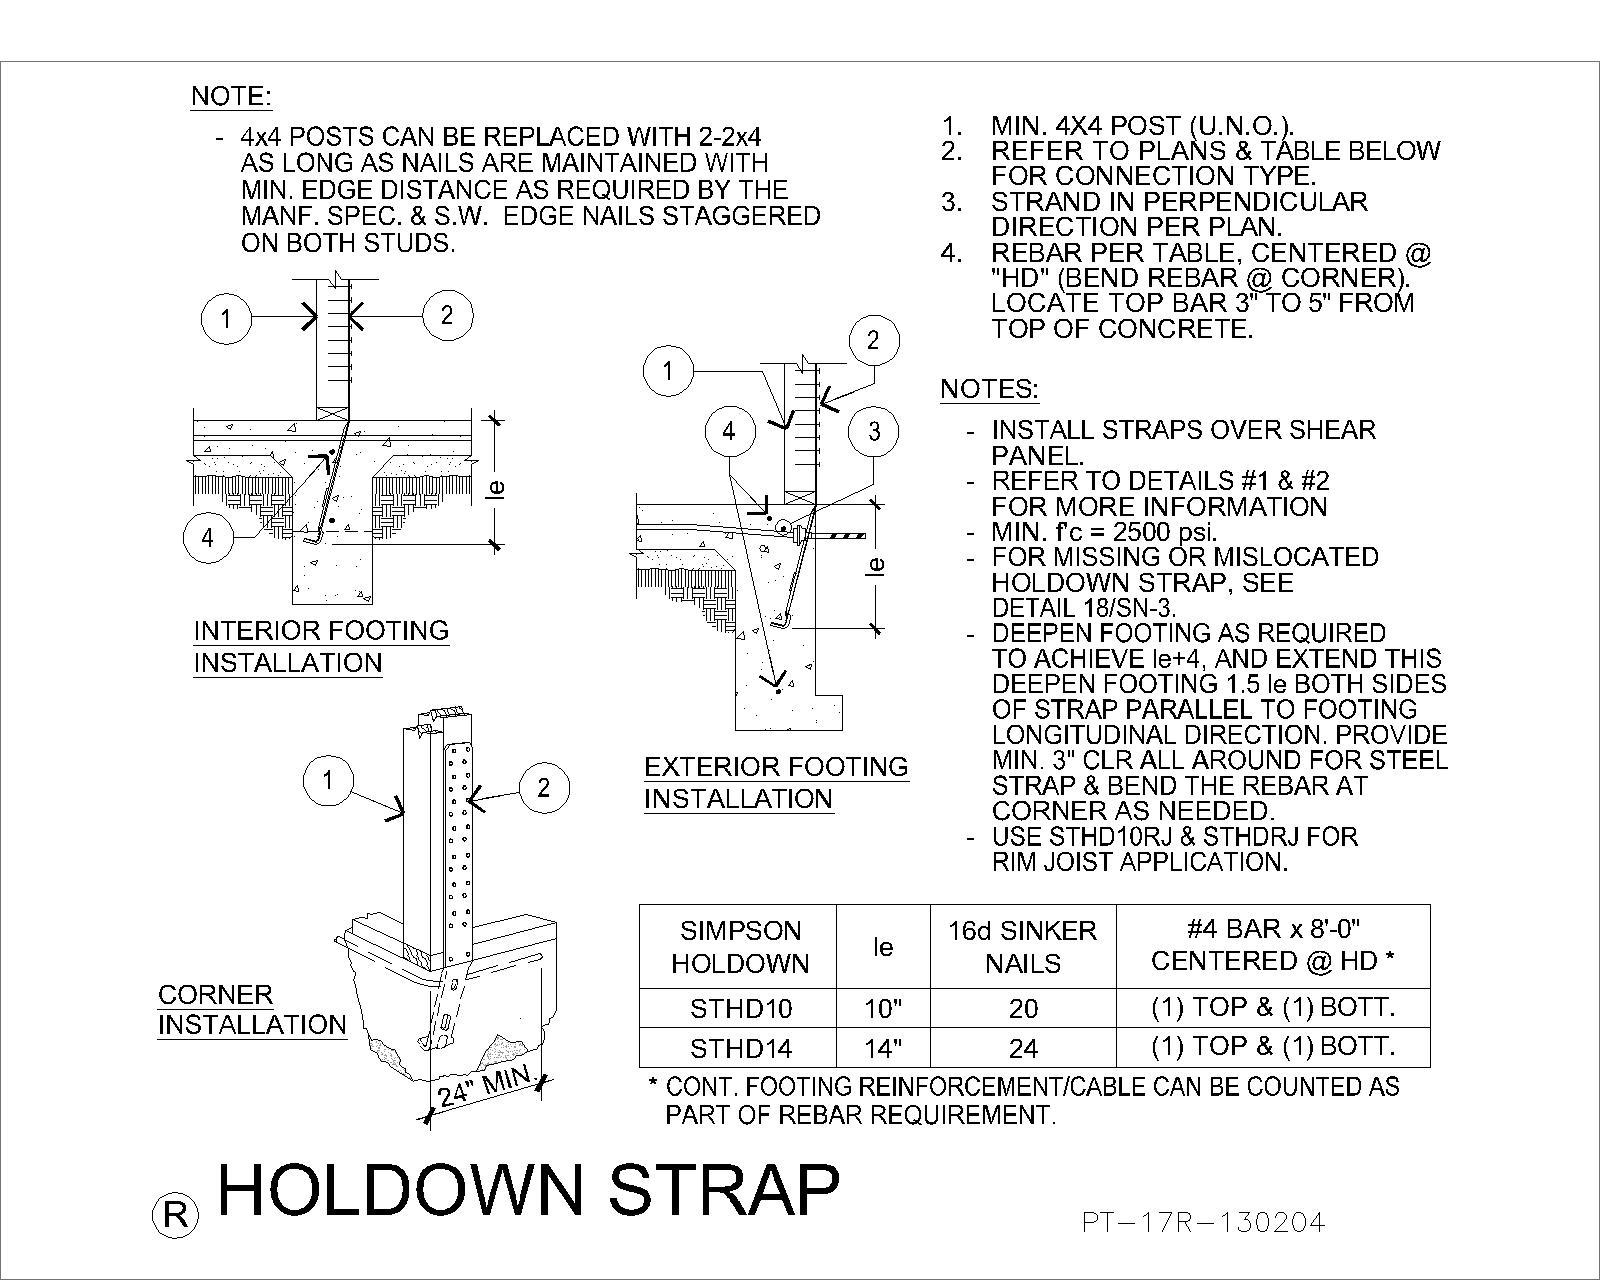 NOTE:
- 4x4 POSTS CAN BE REPLACED WITH 2-2x4
AS LONG AS NAILS ARE MAINTAINED WITH
MIN. EDGE DISTANCE AS REQUIRED BY THE
MANF. SPEC. & S.W. EDGE NAILS STAGGERED
ON BOTH STUDS.
1
2
4
le
INTERIOR FOOTING
INSTALLATION
1
2
4
3
le
EXTERIOR FOOTING
INSTALLATION
1
2
CORNER
INSTALLATION
24" MIN.
1. MIN. 4X4 POST (U.N.O.).
2. REFER TO PLANS & TABLE BELOW
FOR CONNECTION TYPE.
3. STRAND IN PERPENDICULAR
DIRECTION PER PLAN.
4. REBAR PER TABLE, CENTERED @
"HD" (BEND REBAR @ CORNER).
LOCATE TOP BAR 3" TO 5" FROM
TOP OF CONCRETE.
NOTES:
- INSTALL STRAPS OVER SHEAR
PANEL.
- REFER TO DETAILS #1 & #2
FOR MORE INFORMATION
- MIN. f'c = 2500 psi.
- FOR MISSING OR MISLOCATED
HOLDOWN STRAP, SEE
DETAIL 18/SN-3.
- DEEPEN FOOTING AS REQUIRED
TO ACHIEVE le+4, AND EXTEND THIS
DEEPEN FOOTING 1.5 le BOTH SIDES
OF STRAP PARALLEL TO FOOTING
LONGITUDINAL DIRECTION. PROVIDE
MIN. 3" CLR ALL AROUND FOR STEEL
STRAP & BEND THE REBAR AT
CORNER AS NEEDED.
- USE STHD10RJ & STHDRJ FOR
RIM JOIST APPLICATION.
SIMPSON HOLDOWN le 16d SINKER NAILS #4 BAR x 8'-0" CENTERED @ HD *
STHD10 10" 20 (1) TOP & (1) BOTT.
STHD14 14" 24 (1) TOP & (1) BOTT.
* CONT. FOOTING REINFORCEMENT/CABLE CAN BE COUNTED AS
PART OF REBAR REQUIREMENT.
R HOLDOWN STRAP
PT-17R-130204